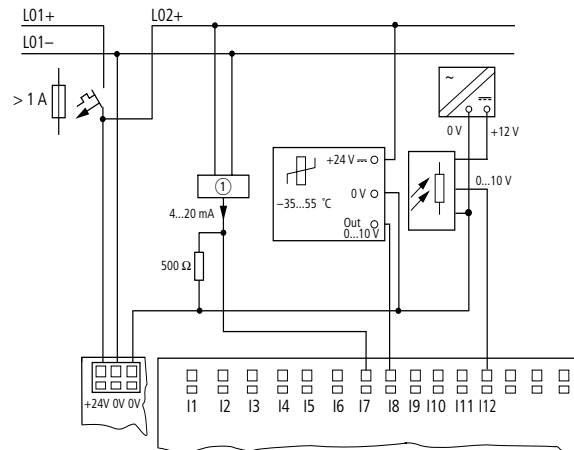 L01+
L02+
L01–
> 1 A
~
0 V
+12 V
+24 V
0 V
–35...55 °C
Out
0...10 V
0...10 V
①
4...20 mA
500 Ω
+24V 0V 0V
I1 I2 I3 I4 I5 I6 I7 I8 I9 I10 I11 I12